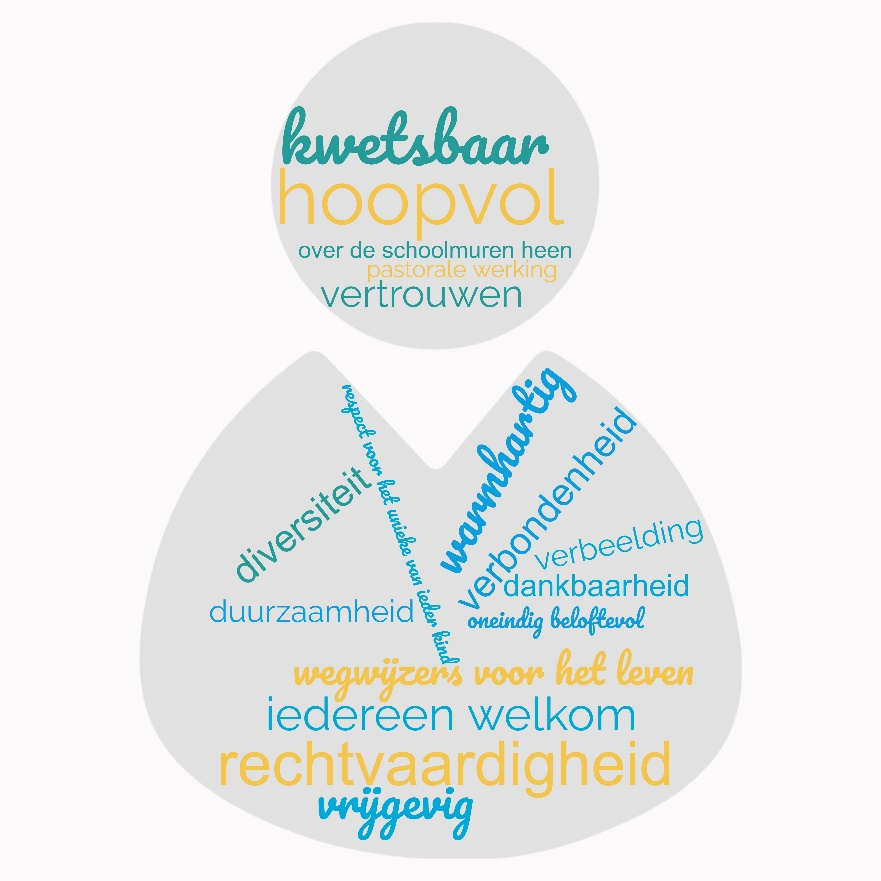 kwetsbaar
hoopvol
over de schoolmuren heen
pastorale werking
vertrouwen
respect voor het unieke van ieder kind
warmhartig
verbondenheid
diversiteit
verbeelding
dankbaarheid
duurzaamheid
oneindig beloftevol
wegwijzers voor het leven
iedereen welkom
rechtvaardigheid
vrijgevig